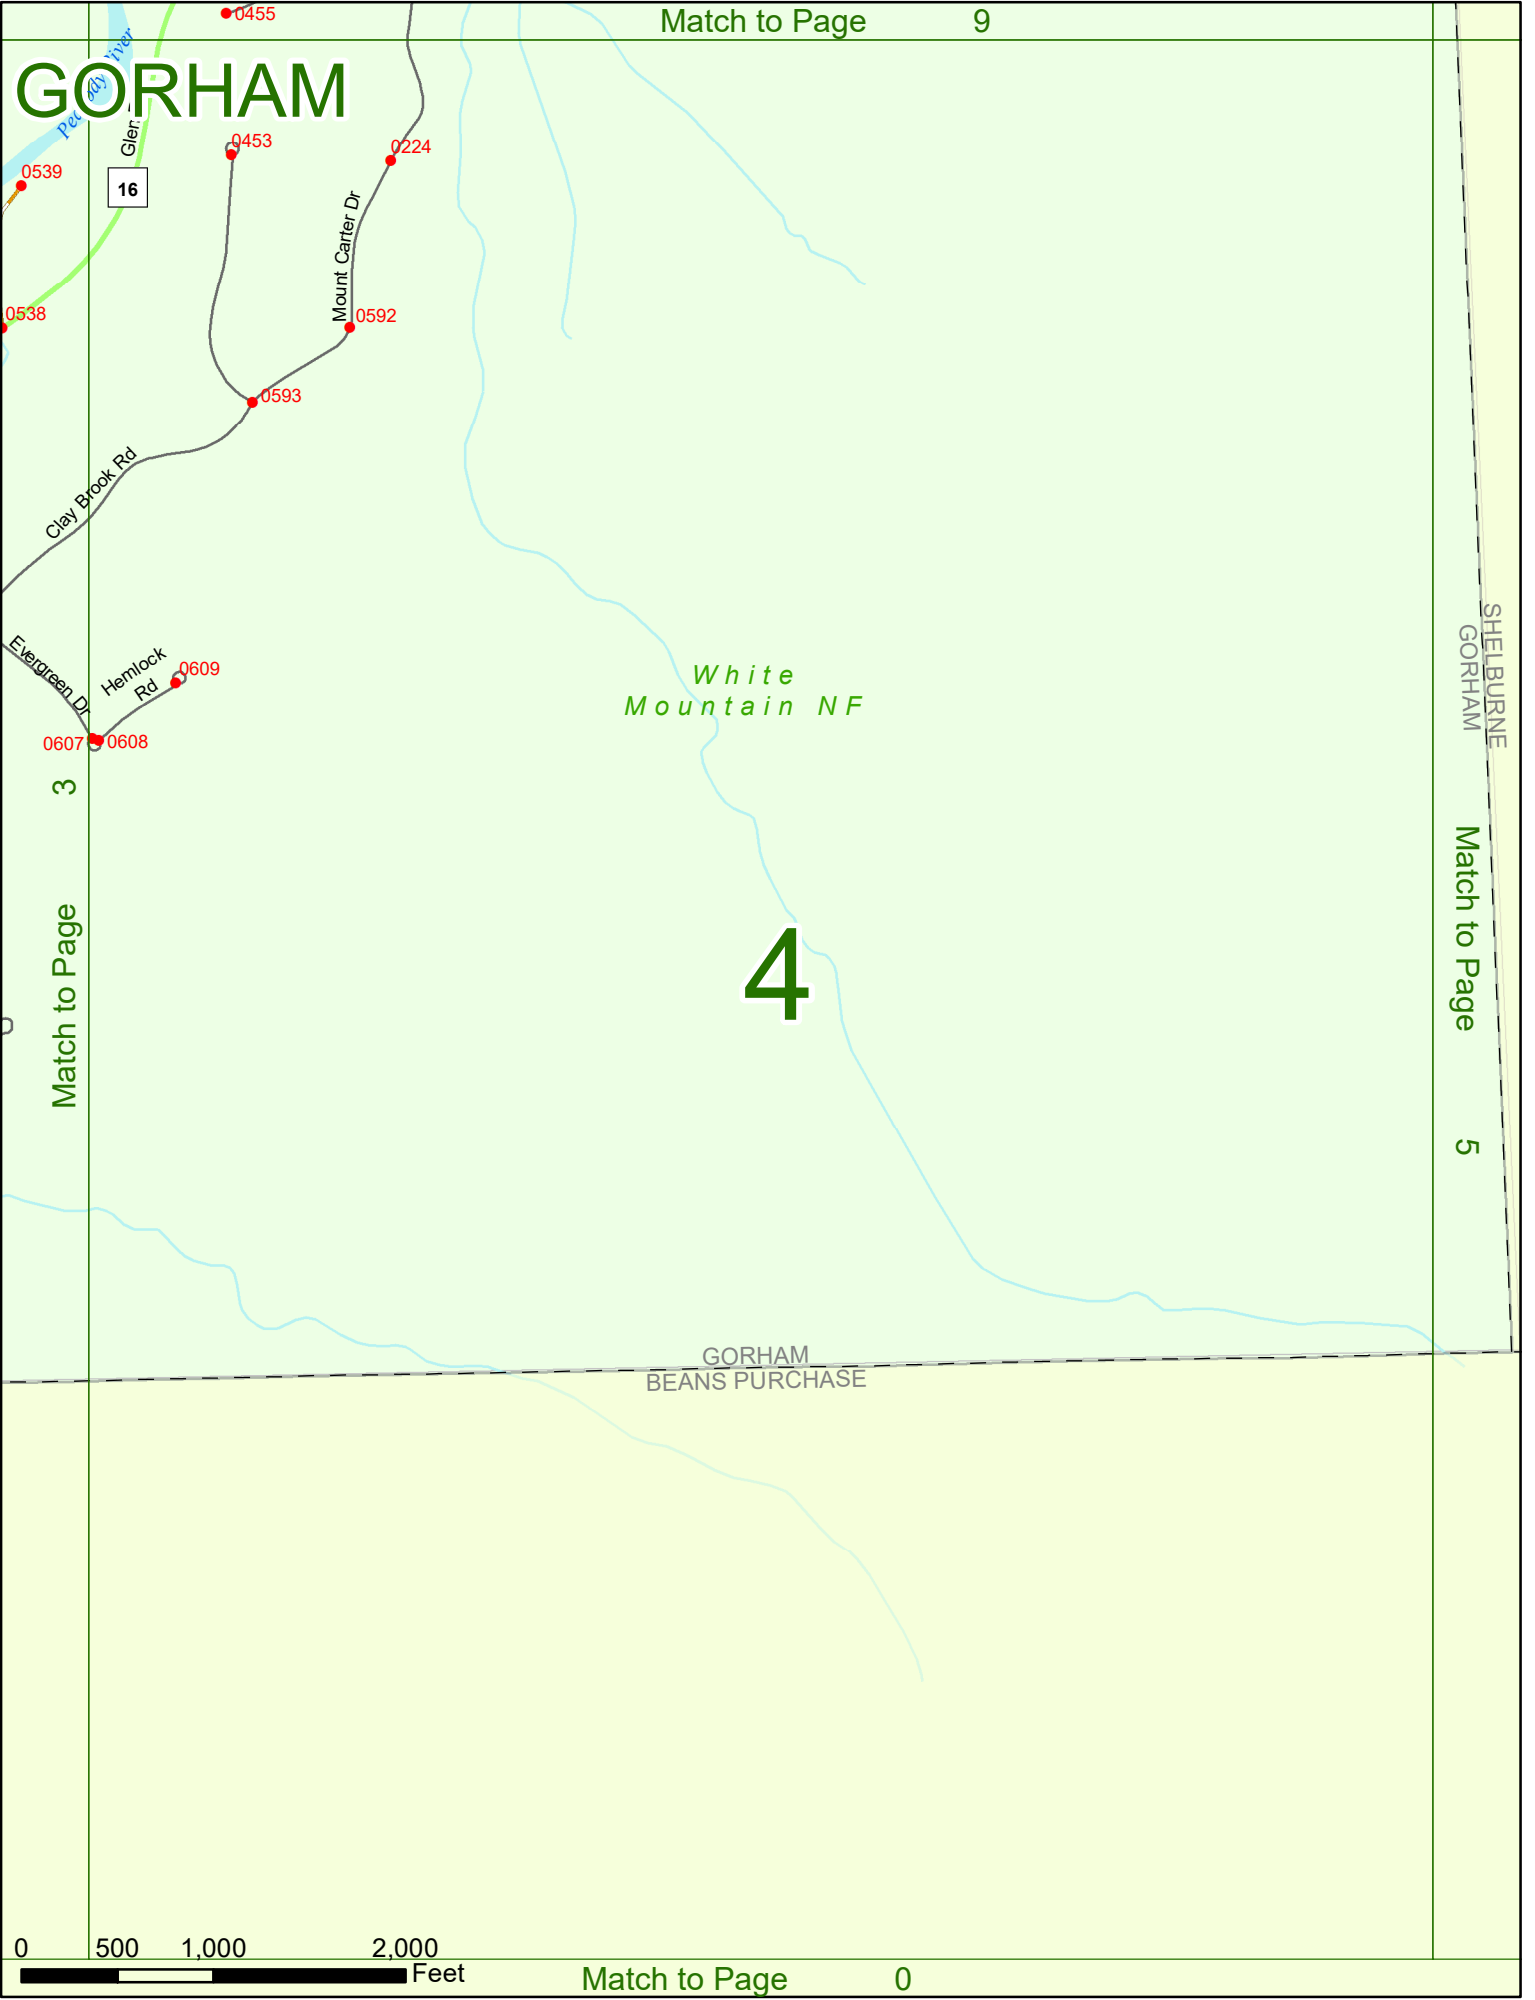 0455
Match to Page 9
GORHAM
Glen
0453
0224
0539
16
Mount Carter Dr
0538
0592
0593
Clay Brook Rd
Evergreen Dr
Hemlock
Rd
0609
White
Mountain NF
SHELBURNE
GORHAM
0607
0608
Match to Page 3
4
Match to Page 5
GORHAM
BEANS PURCHASE
0 500 1,000 2,000
Feet
Match to Page 0